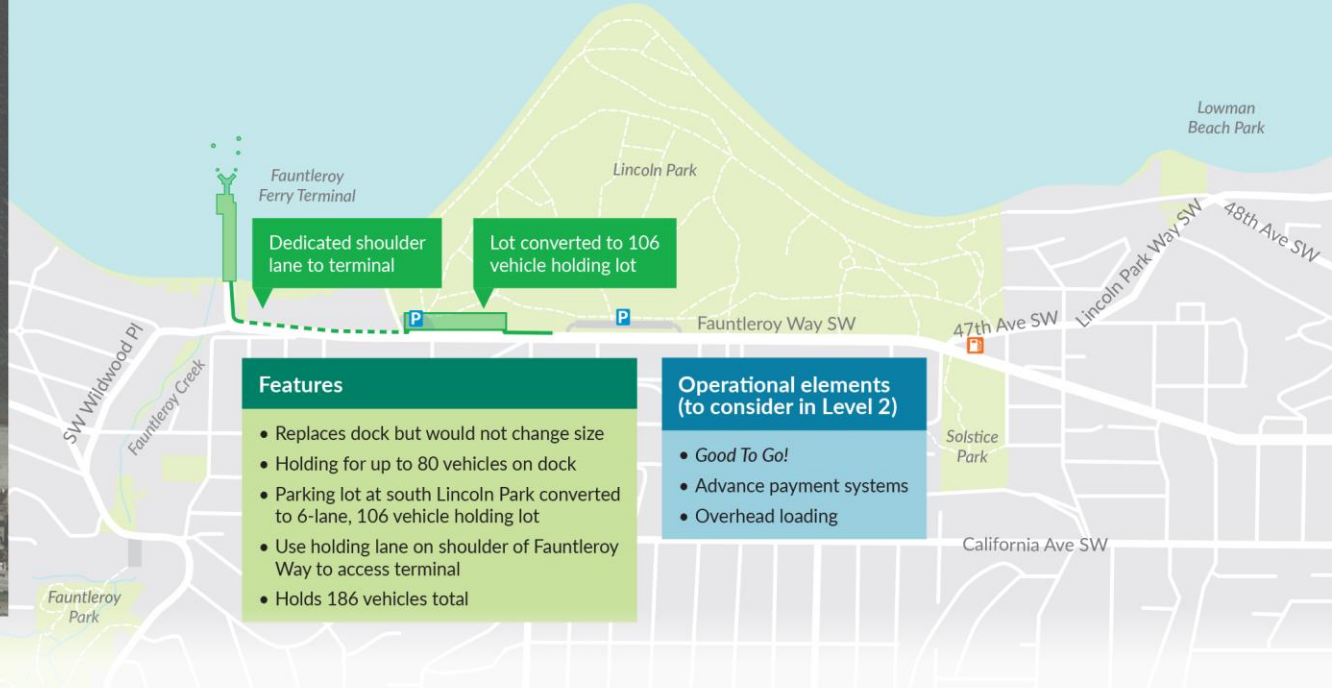 Lowman
Beach Park
Fauntleroy
Ferry Terminal
Lincoln Park
48th Ave SW
Lincoln Park Way SW
Dedicated shoulder
lane to terminal
Lot converted to 106
vehicle holding lot
P
P
Fauntleroy Way SW
47th Ave SW
SW Wildwood Pl
Fauntleroy Creek
Features
• Replaces dock but would not change size
• Holding for up to 80 vehicles on dock
• Parking lot at south Lincoln Park converted
to 6-lane, 106 vehicle holding lot
• Use holding lane on shoulder of Fauntleroy
Way to access terminal
• Holds 186 vehicles total
Operational elements
(to consider in Level 2)
• Good To Go!
• Advance payment systems
• Overhead loading
Solstice
Park
California Ave SW
Fauntleroy
Park